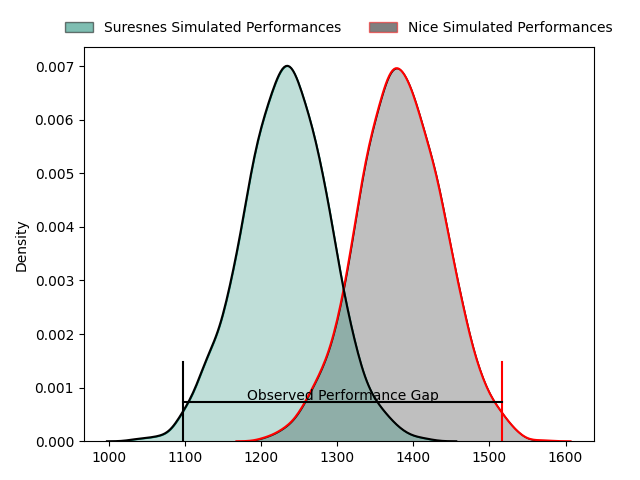 Suresnes Simulated Performances
Nice Simulated Performances
Density
0.007
0.006
0.005
0.004
0.003
0.002
0.001
0.000
Observed Performance Gap
1000 1100 1200 1300 1400 1500 1600